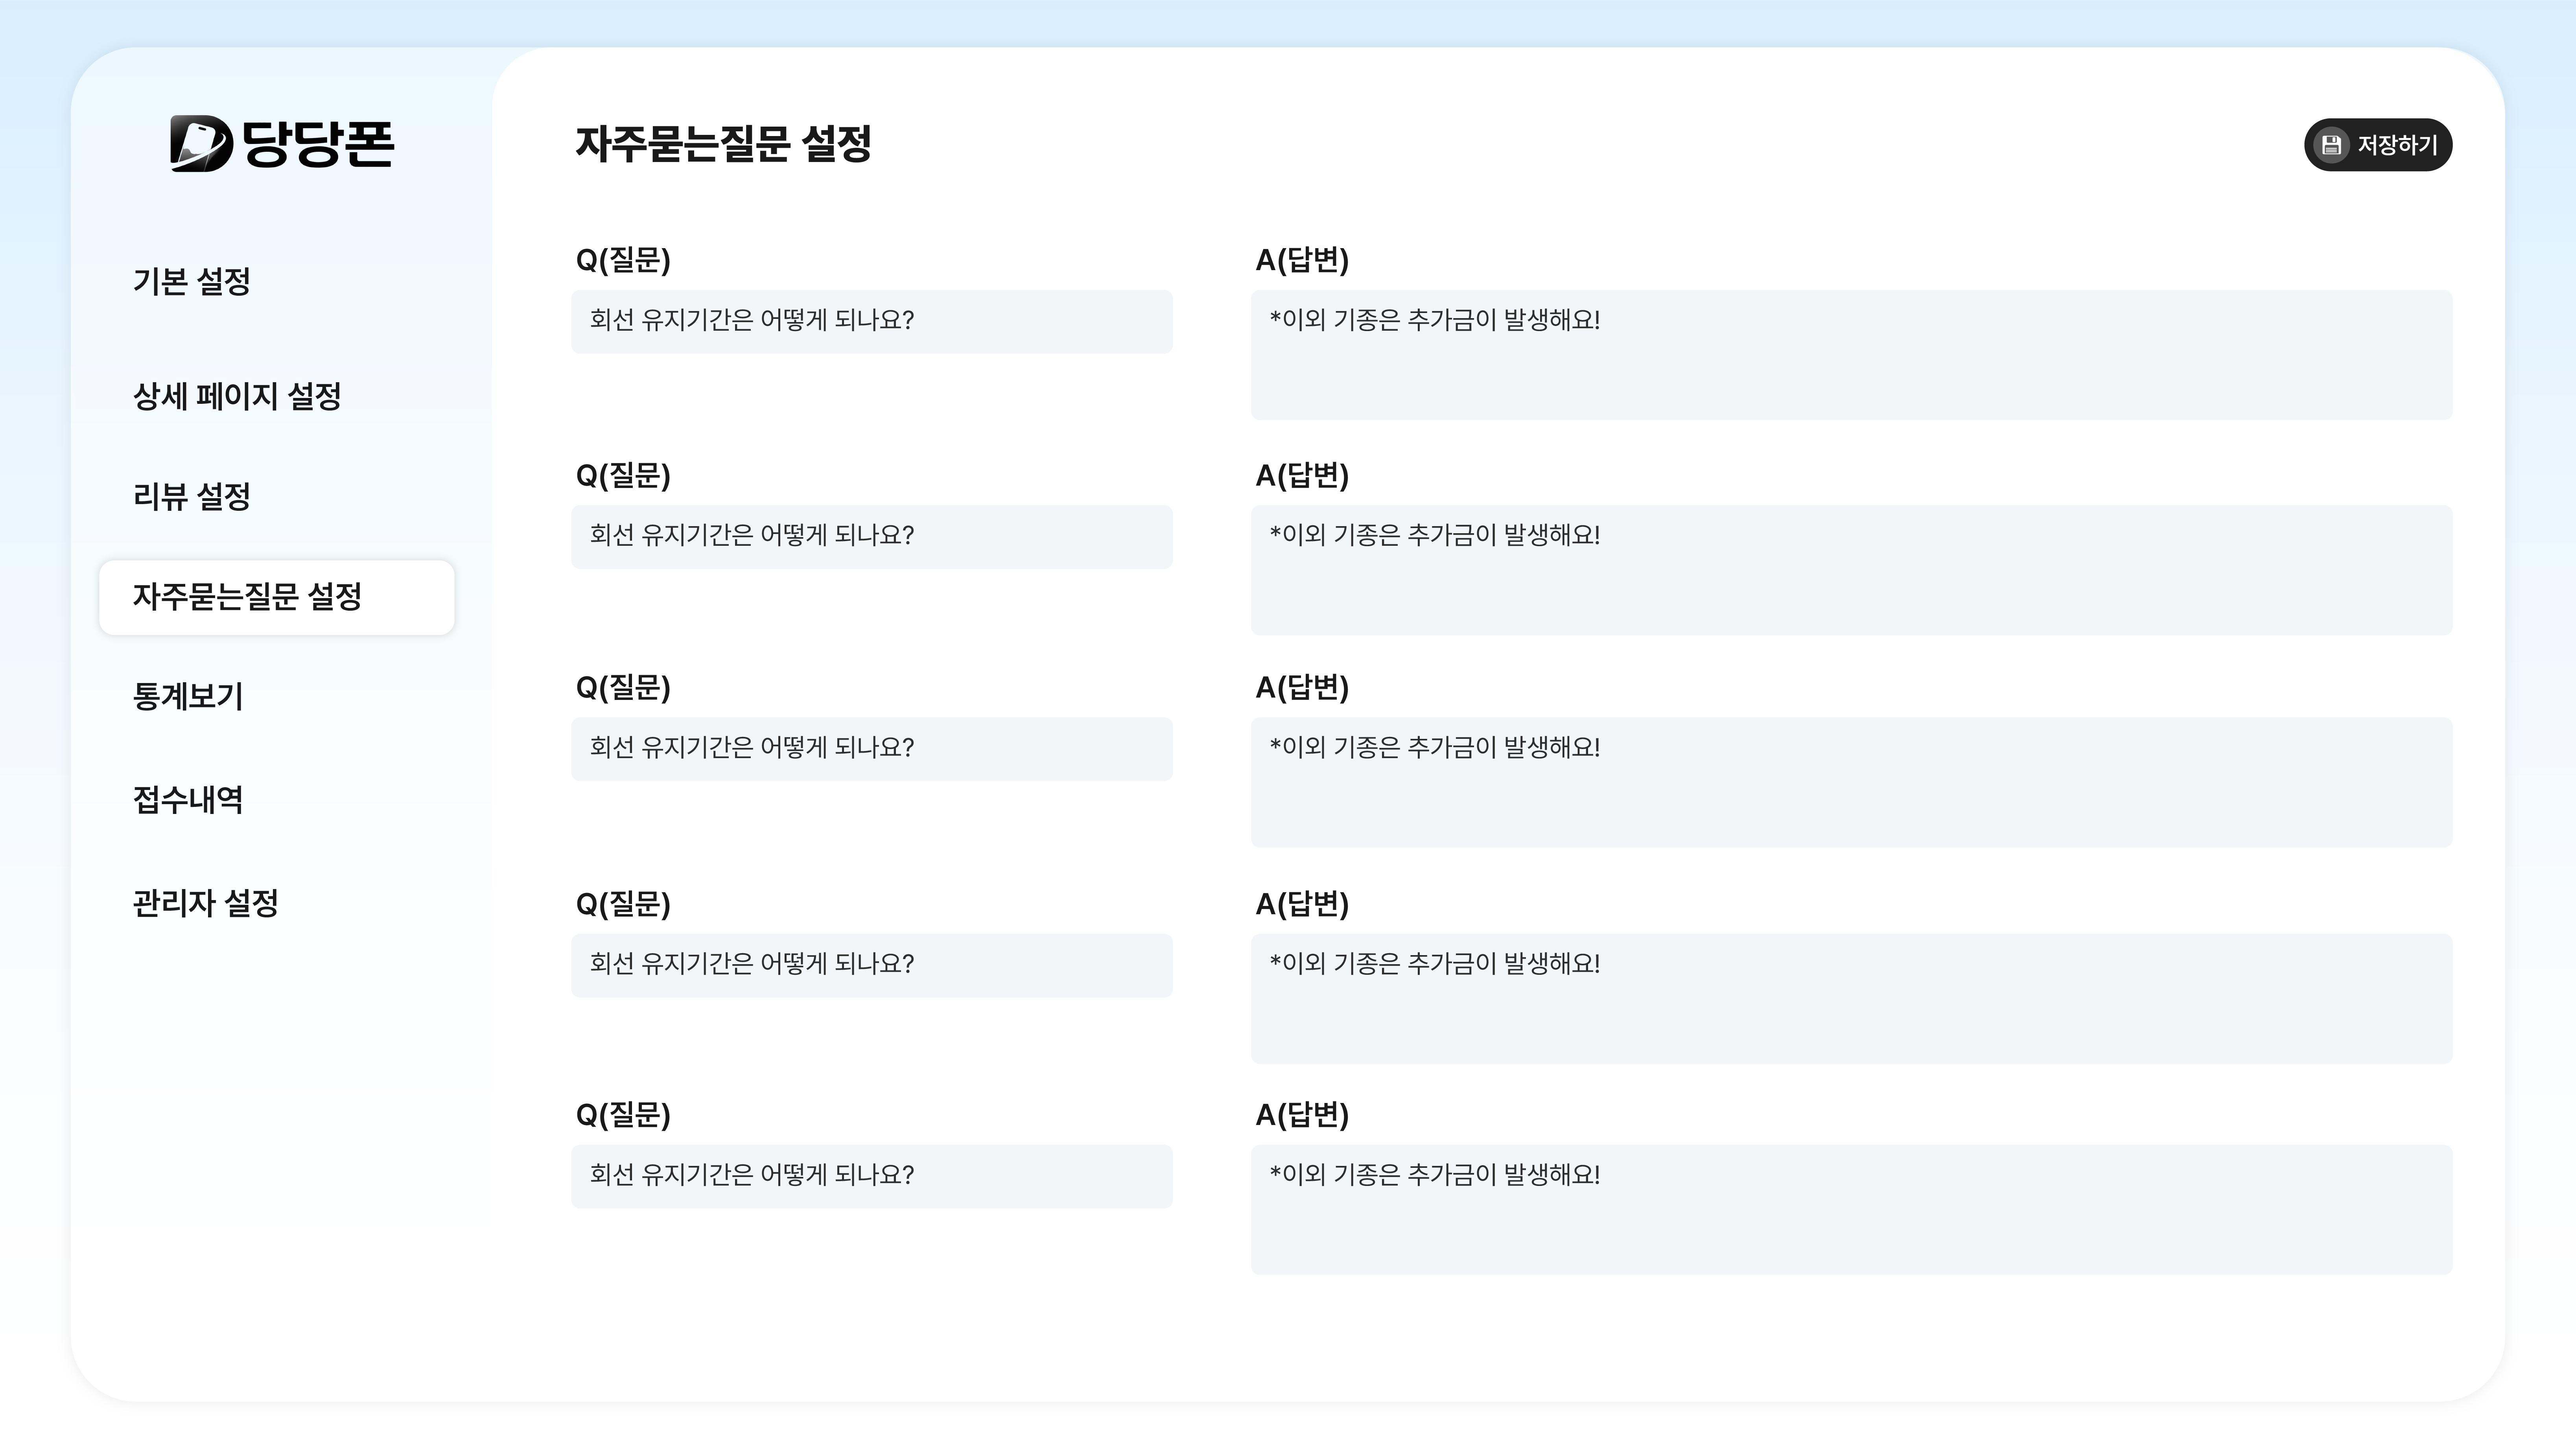 당당폰
기본 설정
상세 페이지 설정
리뷰 설정
자주묻는질문 설정
통계보기
접수내역
관리자 설정
자주묻는질문 설정
저장하기
Q(질문)
회선 유지기간은 어떻게 되나요?
A(답변)
*이외 기종은 추가금이 발생해요!
Q(질문)
회선 유지기간은 어떻게 되나요?
A(답변)
*이외 기종은 추가금이 발생해요!
Q(질문)
회선 유지기간은 어떻게 되나요?
A(답변)
*이외 기종은 추가금이 발생해요!
Q(질문)
회선 유지기간은 어떻게 되나요?
A(답변)
*이외 기종은 추가금이 발생해요!
Q(질문)
회선 유지기간은 어떻게 되나요?
A(답변)
*이외 기종은 추가금이 발생해요!